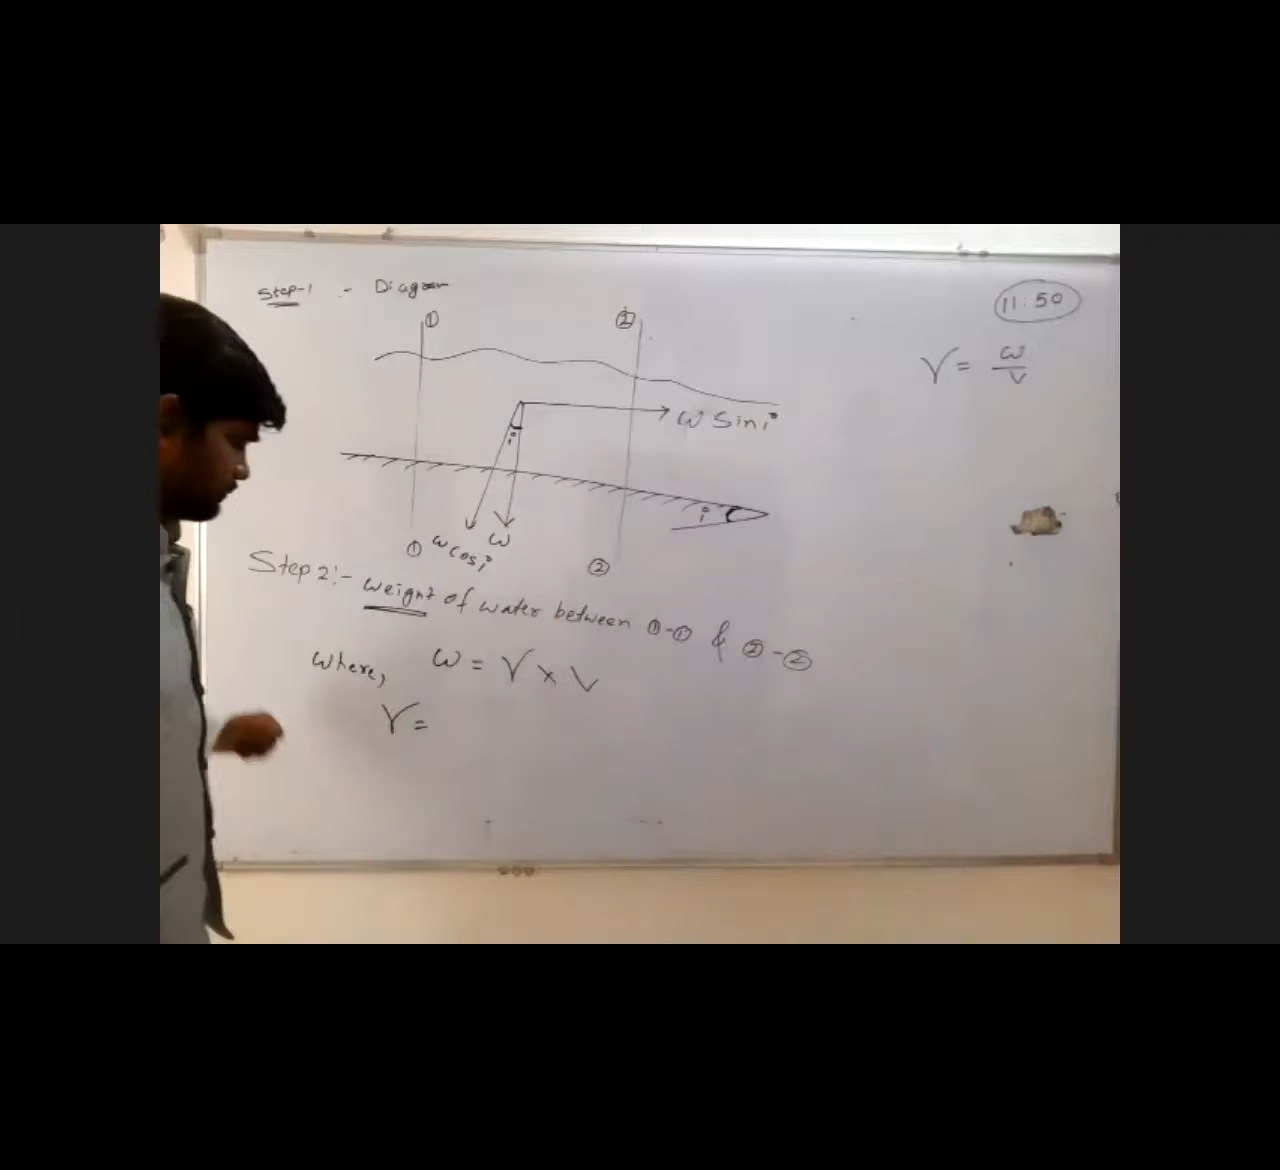 Step-1 :- Diagram
11:50
① ②
γ = w/v
w sin i
i
i
w cos i w
① ②
Step 2:- Weight of water between ①-① & ②-②
where, w = γ × V
γ =